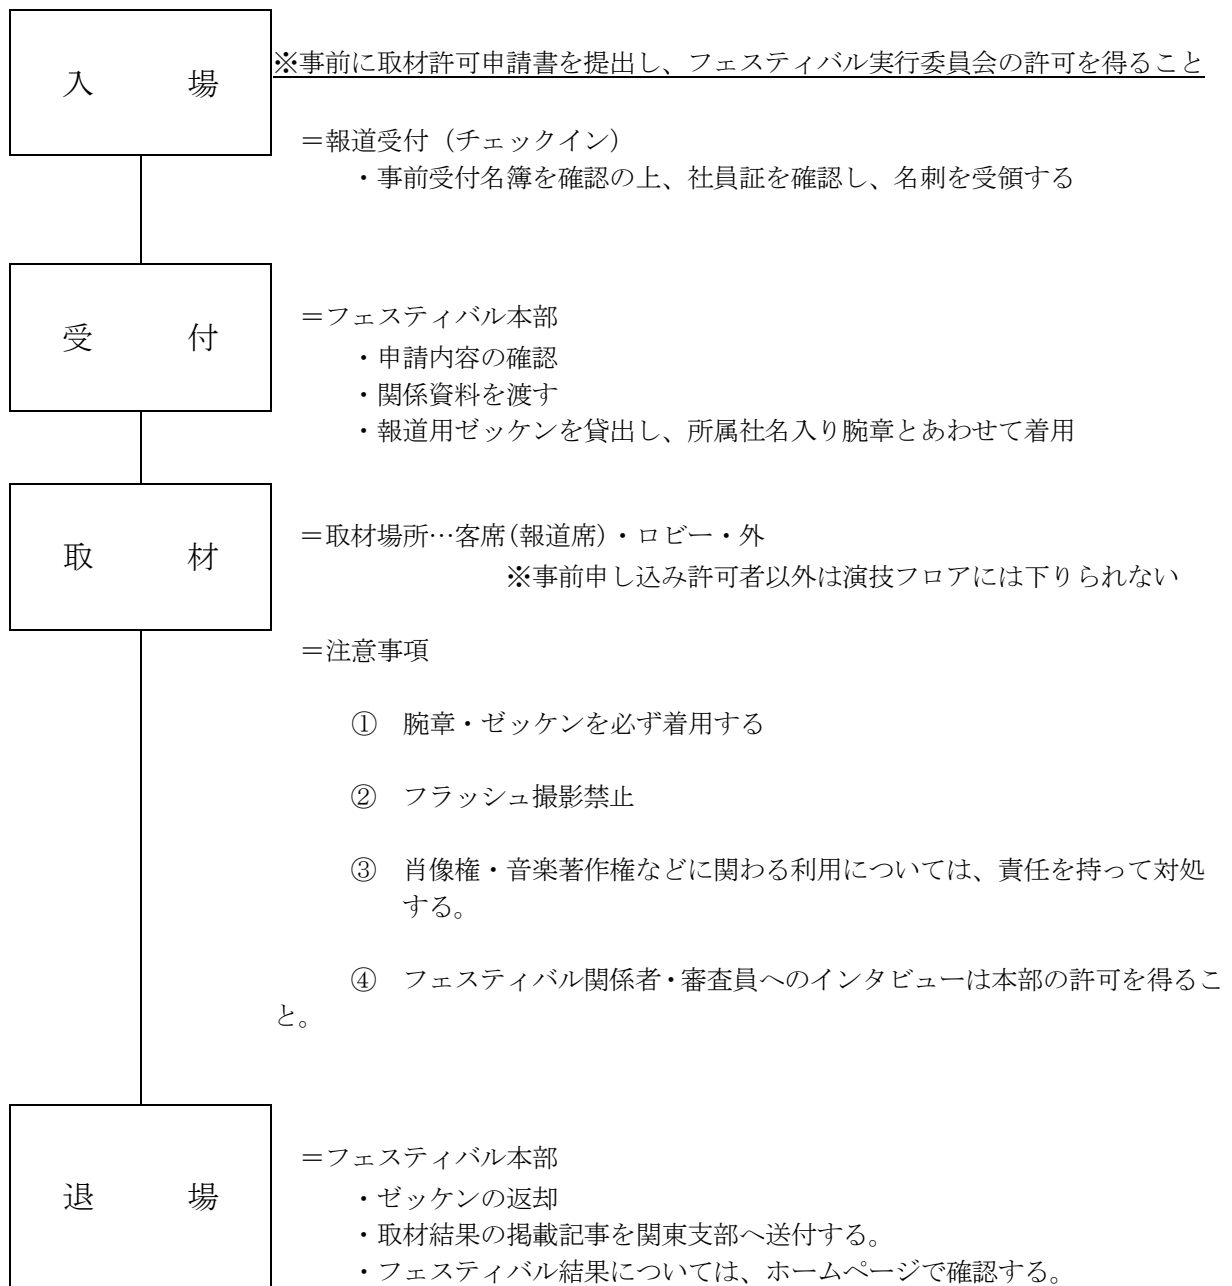 入　　場
※事前に取材許可申請書を提出し、フェスティバル実行委員会の許可を得ること
＝報道受付（チェックイン）
・事前受付名簿を確認の上、社員証を確認し、名刺を受領する
受　　付
＝フェスティバル本部
・申請内容の確認
・関係資料を渡す
・報道用ゼッケンを貸出し、所属社名入り腕章とあわせて着用
取　　材
＝取材場所…客席(報道席)・ロビー・外
※事前申し込み許可者以外は演技フロアには下りられない
＝注意事項
①　腕章・ゼッケンを必ず着用する
②　フラッシュ撮影禁止
③　肖像権・音楽著作権などに関わる利用については、責任を持って対処
する。
④　フェスティバル関係者・審査員へのインタビューは本部の許可を得るこ
と。
退　　場
＝フェスティバル本部
・ゼッケンの返却
・取材結果の掲載記事を関東支部へ送付する。
・フェスティバル結果については、ホームページで確認する。